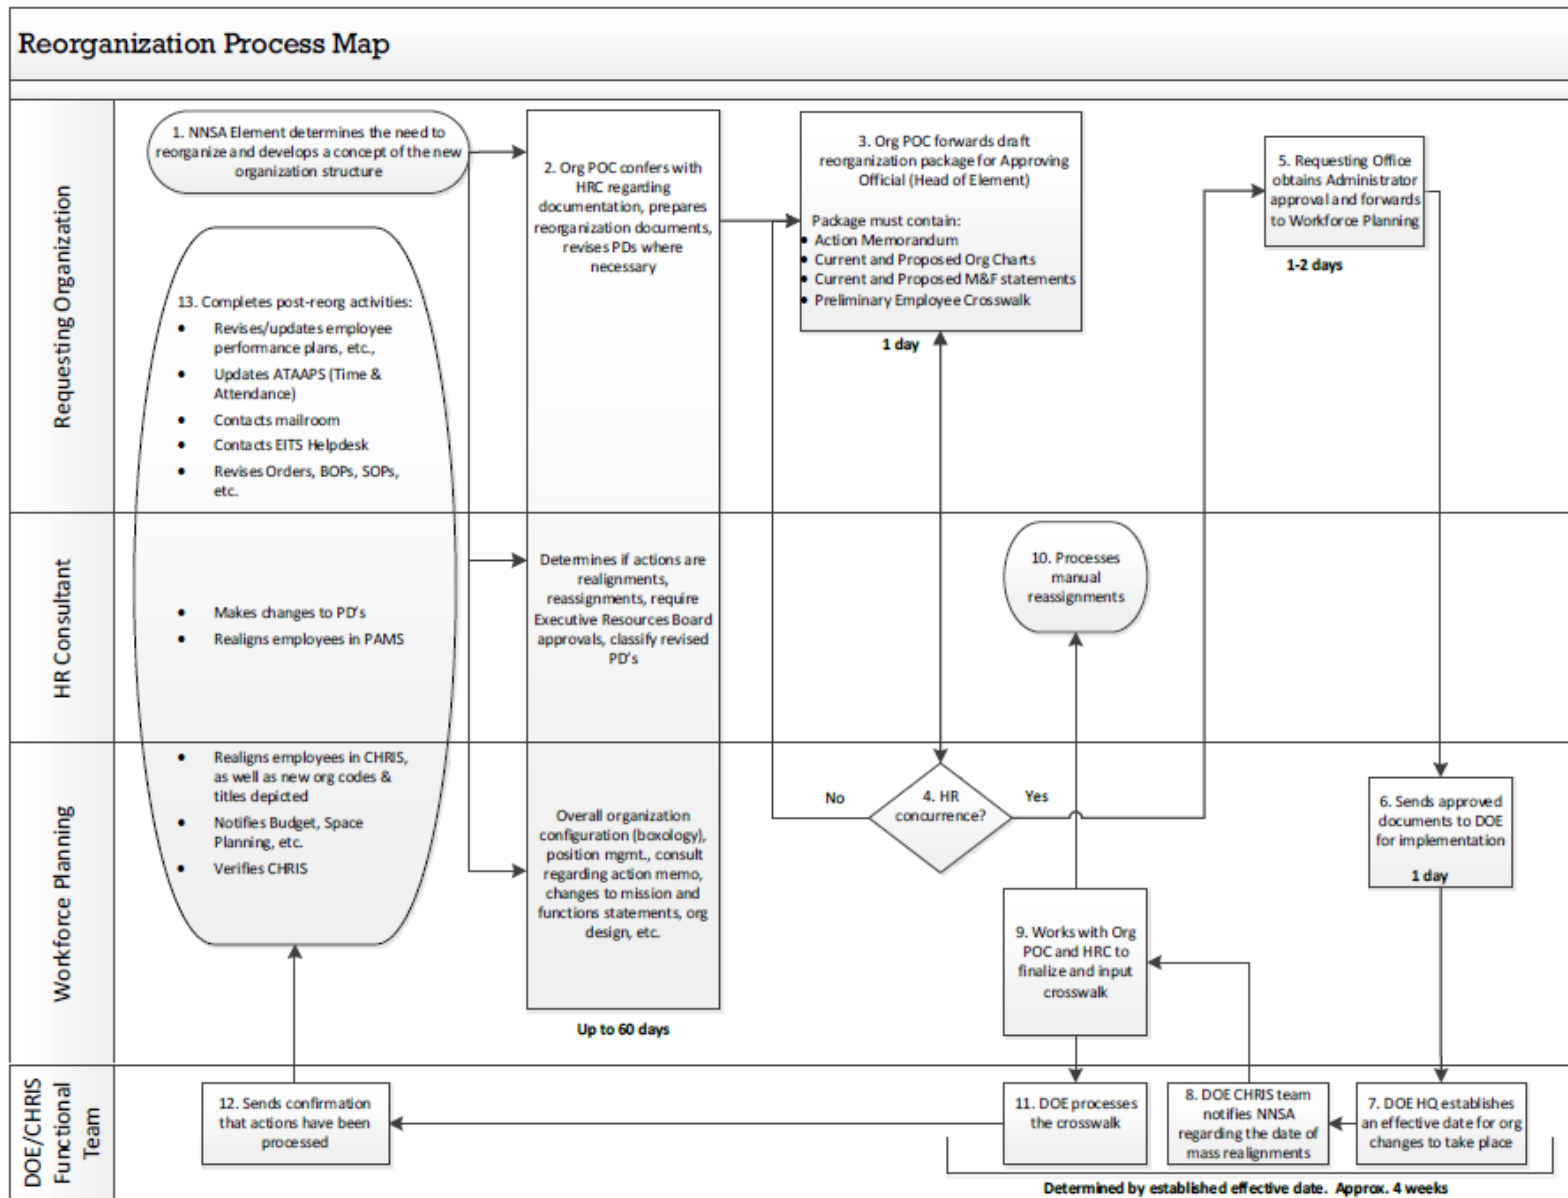 Reorganization Process Map
Requesting Organization
1. NNSA Element determines the need to
reorganize and develops a concept of the new
organization structure
2. Org POC confers with
HRC regarding
documentation, prepares
reorganization documents,
revises PDs where
necessary
3. Org POC forwards draft
reorganization package for Approving
Official (Head of Element)
Package must contain:
• Action Memorandum
• Current and Proposed Org Charts
• Current and Proposed M&F statements
• Preliminary Employee Crosswalk
1 day
5. Requesting Office
obtains Administrator
approval and forwards
to Workforce Planning
1-2 days
13. Completes post-reorg activities:
• Revises/updates employee
performance plans, etc.,
• Updates ATAAPS (Time &
Attendance)
• Contacts mailroom
• Contacts EITS Helpdesk
• Revises Orders, BOPs, SOPs,
etc.
HR Consultant
• Makes changes to PD's
• Realigns employees in PAMS
Determines if actions are
realignments,
reassignments, require
Executive Resources Board
approvals, classify revised
PD's
10. Processes
manual
reassignments
Workforce Planning
• Realigns employees in CHRIS,
as well as new org codes &
titles depicted
• Notifies Budget, Space
Planning, etc.
• Verifies CHRIS
Overall organization
configuration (boxology),
position mgmt., consult
regarding action memo,
changes to mission and
functions statements, org
design, etc.
Up to 60 days
No
4. HR
concurrence?
Yes
6. Sends approved
documents to DOE
for implementation
1 day
9. Works with Org
POC and HRC to
finalize and input
crosswalk
DOE/CHRIS
Functional
Team
12. Sends confirmation
that actions have been
processed
11. DOE processes
the crosswalk
8. DOE CHRIS team
notifies NNSA
regarding the date of
mass realignments
7. DOE HQ establishes
an effective date for org
changes to take place
Determined by established effective date. Approx. 4 weeks